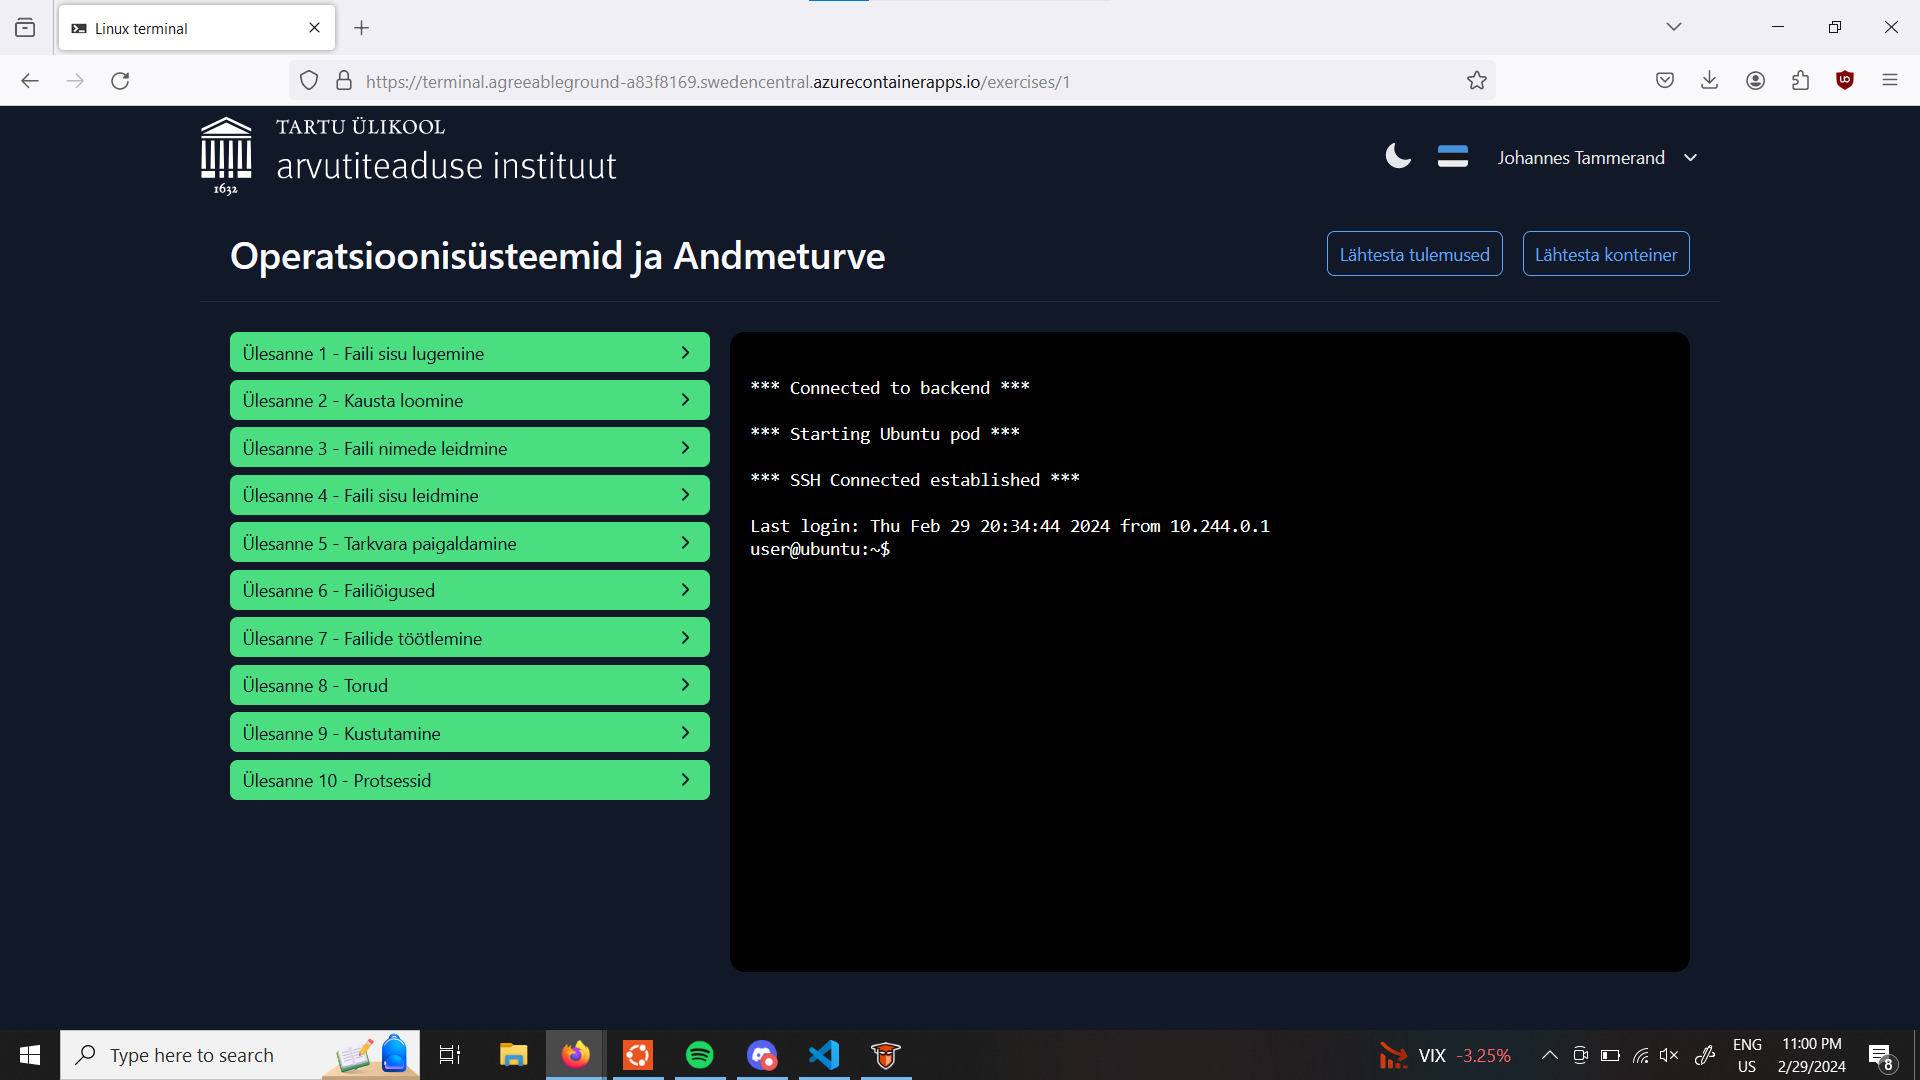 Linux terminal
https://terminal.agreeableground-a83f8169.swedencentral.azurecontainerapps.io/exercises/1
TARTU ÜLIKOOL
arvutiteaduse instituut
1632
Johannes Tammerand
Operatsioonisüsteemid ja Andmeturve
Lähtesta tulemused
Lähtesta konteiner
Ülesanne 1 - Faili sisu lugemine
Ülesanne 2 - Kausta loomine
Ülesanne 3 - Faili nimede leidmine
Ülesanne 4 - Faili sisu leidmine
Ülesanne 5 - Tarkvara paigaldamine
Ülesanne 6 - Failiõigused
Ülesanne 7 - Failide töötlemine
Ülesanne 8 - Torud
Ülesanne 9 - Kustutamine
Ülesanne 10 - Protsessid
*** Connected to backend ***
*** Starting Ubuntu pod ***
*** SSH Connected established ***
Last login: Thu Feb 29 20:34:44 2024 from 10.244.0.1
user@ubuntu:~$
Type here to search
VIX -3.25%
ENG
US
11:00 PM
2/29/2024
8